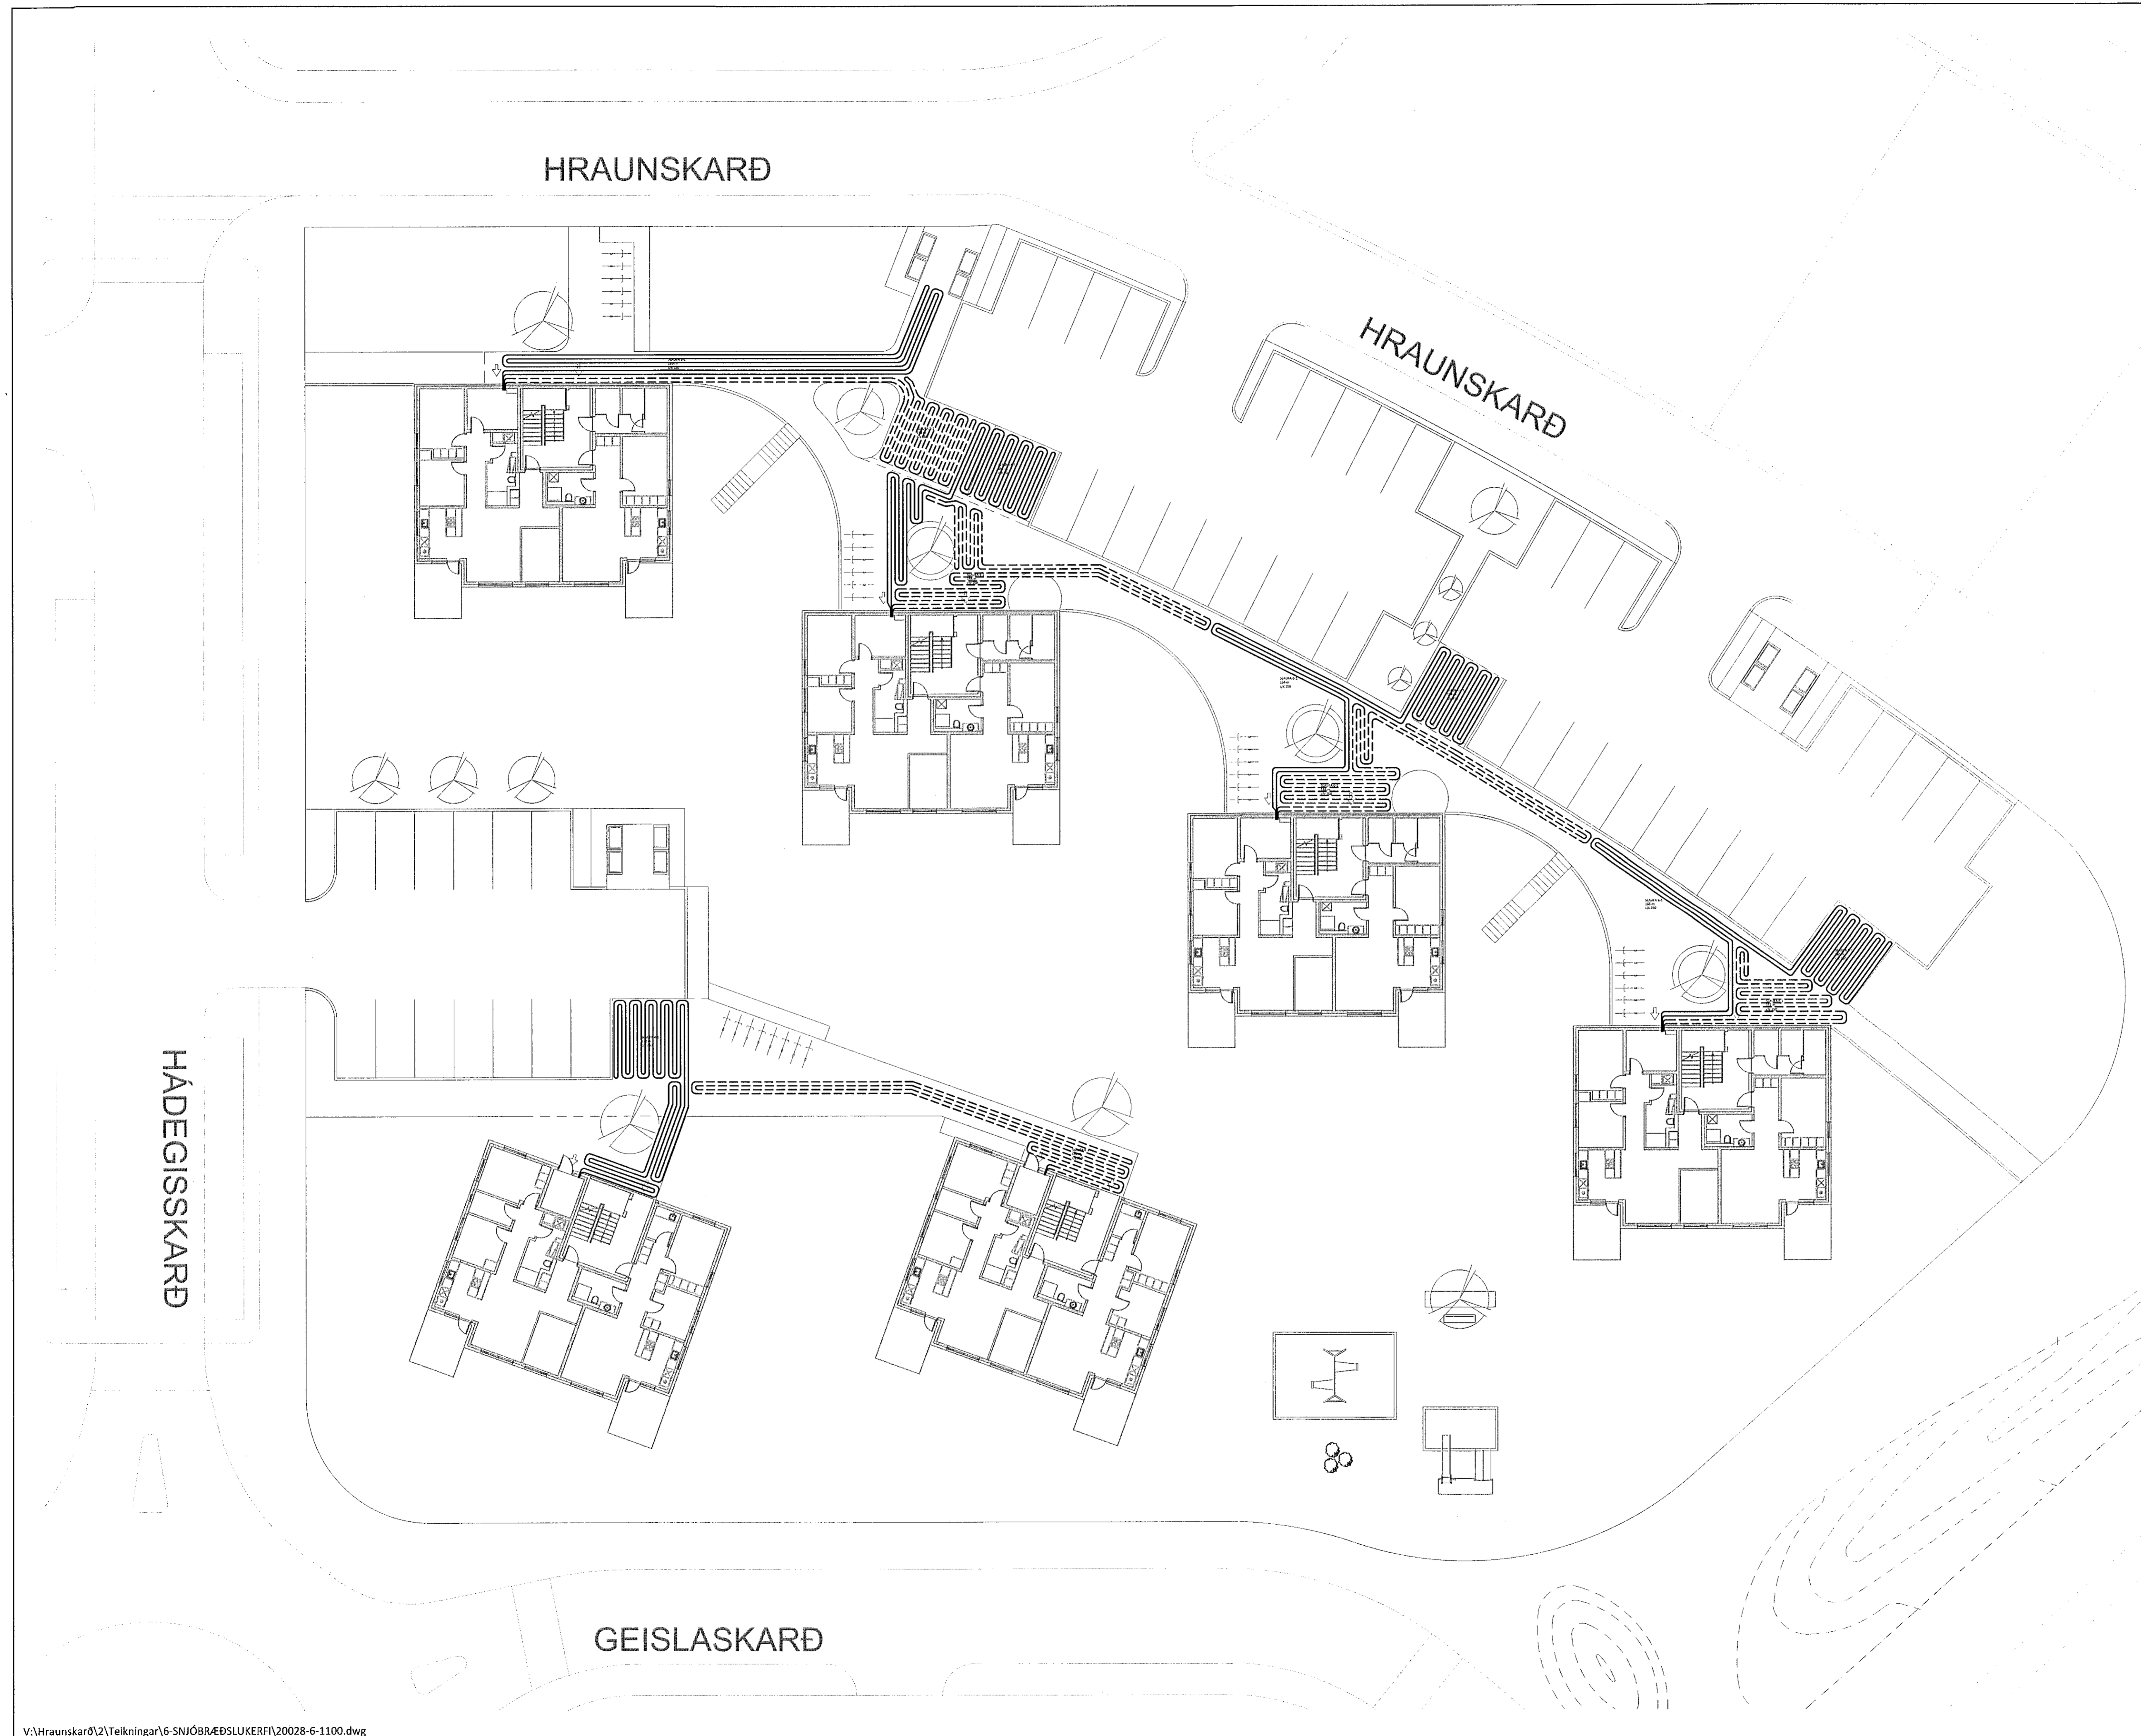 HRAUNSKARÐ
HRAUNSKARÐ
HÁDEGISSKARÐ
GEISLASKARÐ
V:\Hraunskarð\2\Teikningar\6-SNJÓBRÆÐSLUKERFI\20028-6-1100.dwg